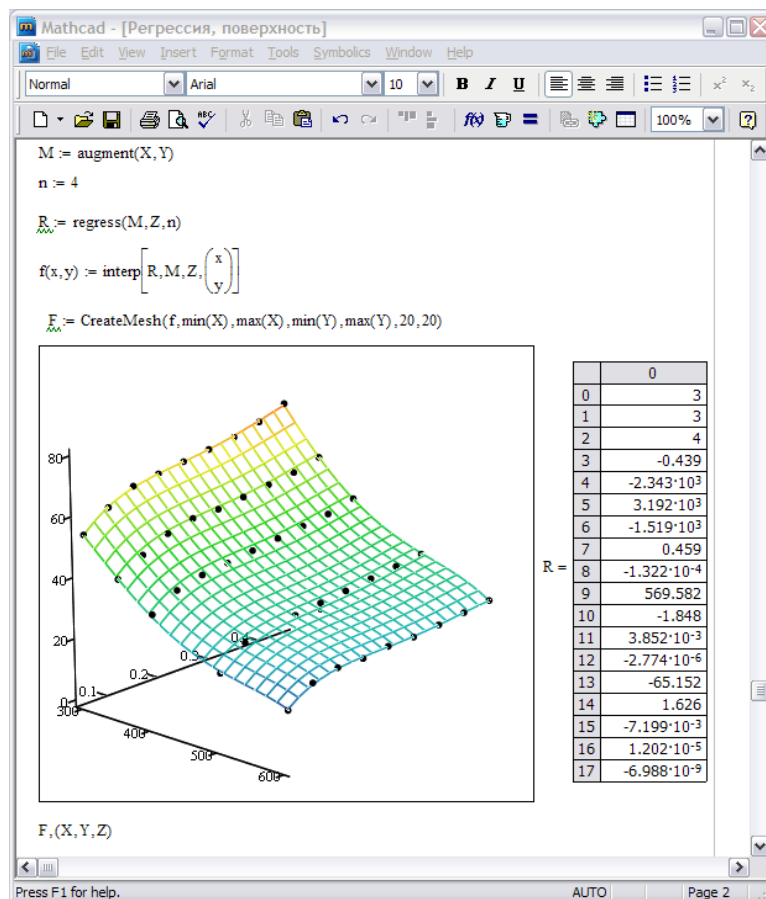 Mathcad - [Регрессия, поверхность]
File Edit View Insert Format Tools Symbolics Window Help
Normal Arial 10 B I U x² x₂
ABC f(x) = 100% ?
M := augment(X,Y)
n := 4
R := regress(M,Z,n)
f(x,y) := interp[R,M,Z,(x
y)]
F := CreateMesh(f,min(X),max(X),min(Y),max(Y),20,20)
80
60
40
20
0
300
400
500
600
0.1
0.2
0.3
0.4
R =
0
0 3
1 3
2 4
3 -0.439
4 -2.343·10³
5 3.192·10³
6 -1.519·10³
7 0.459
8 -1.322·10⁻⁴
9 569.582
10 -1.848
11 3.852·10⁻³
12 -2.774·10⁻⁶
13 -65.152
14 1.626
15 -7.199·10⁻³
16 1.202·10⁻⁵
17 -6.988·10⁻⁹
F,(X,Y,Z)
Press F1 for help. AUTO Page 2